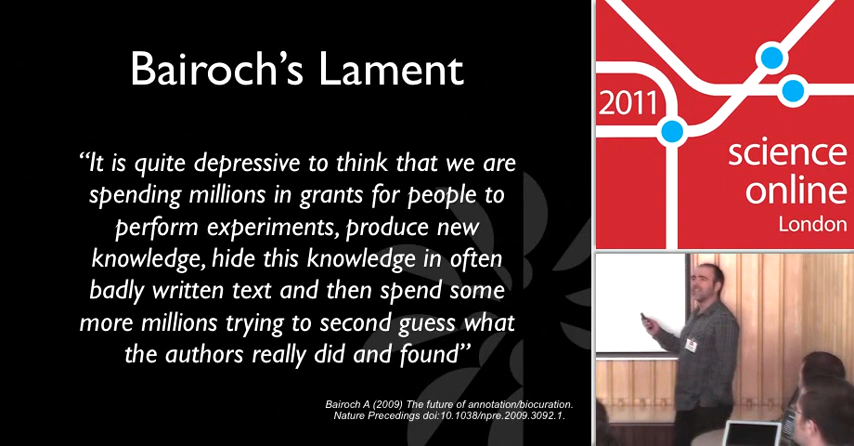 Bairoch’s Lament
“It is quite depressive to think that we are
spending millions in grants for people to
perform experiments, produce new
knowledge, hide this knowledge in often
badly written text and then spend some
more millions trying to second guess what
the authors really did and found”
Bairoch A (2009) The future of annotation/biocuration.
Nature Precedings doi:10.1038/npre.2009.3092.1.
2011
science
online
London